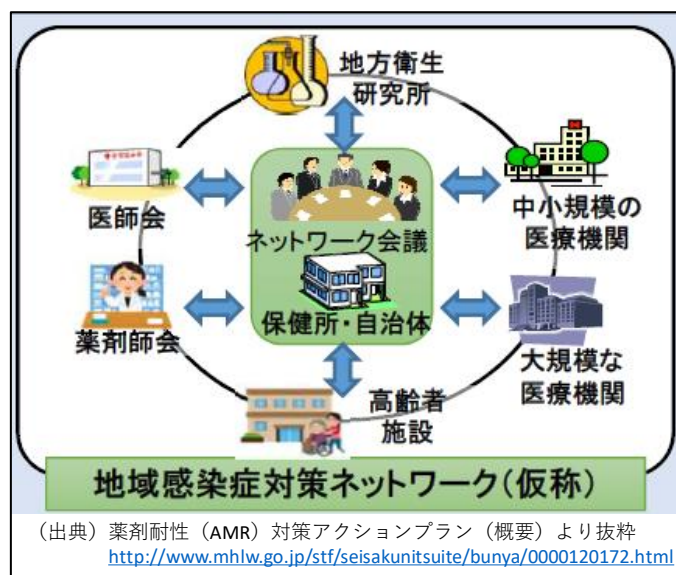 地方衛生
研究所
医師会
中小規模の
医療機関
ネットワーク会議
薬剤師会
保健所・自治体
大規模な
医療機関
高齢者
施設
地域感染症対策ネットワーク(仮称)
（出典）薬剤耐性（AMR）対策アクションプラン（概要）より抜粋
http://www.mhlw.go.jp/stf/seisakunitsuite/bunya/0000120172.html